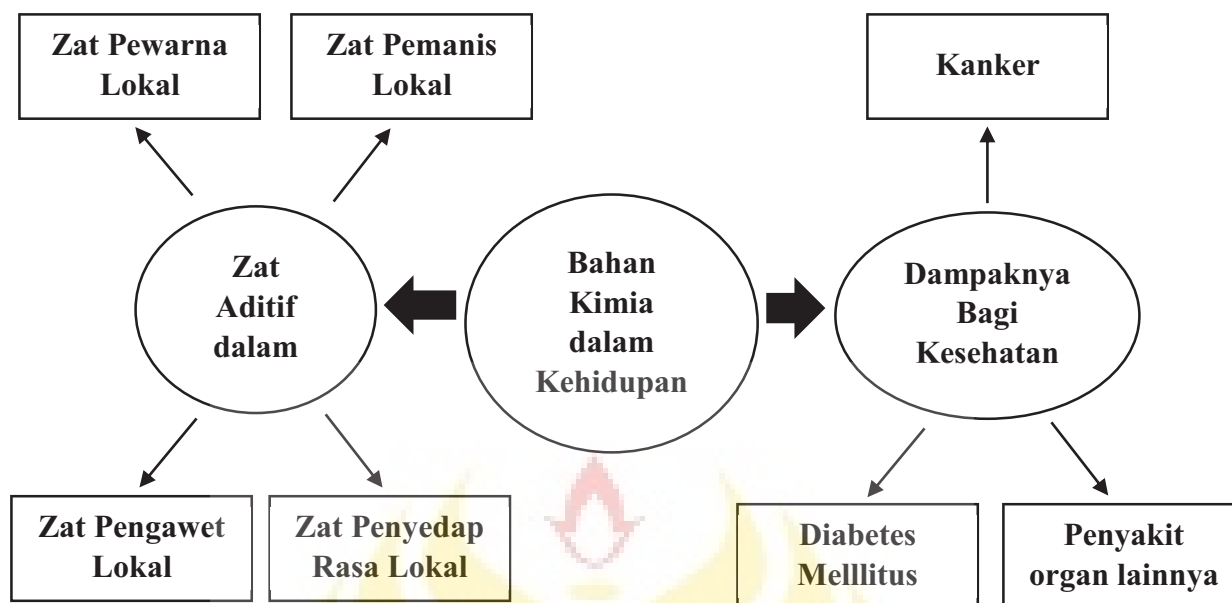 Zat Pewarna
Lokal
Zat Pemanis
Lokal
Kanker
Zat
Aditif
dalam
Bahan
Kimia
dalam
Kehidupan
Dampaknya
Bagi
Kesehatan
Zat Pengawet
Lokal
Zat Penyedap
Rasa Lokal
Diabetes
Melllitus
Penyakit
organ lainnya